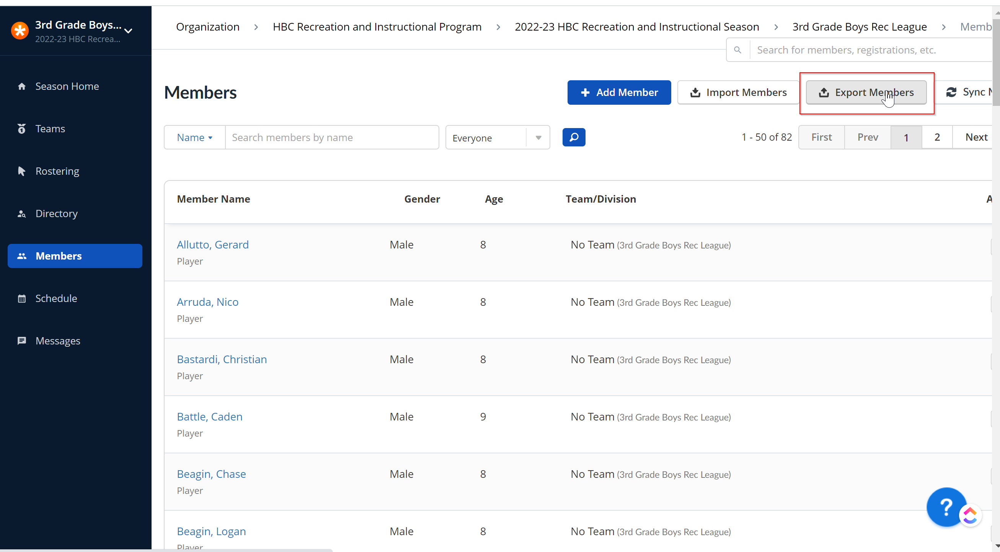 3rd Grade Boys...
2022-23 HBC Recrea...
Season Home
Teams
Rostering
Directory
Members
Schedule
Messages
Organization > HBC Recreation and Instructional Program > 2022-23 HBC Recreation and Instructional Season > 3rd Grade Boys Rec League > Memb
Search for members, registrations, etc.
Members
+ Add Member
Import Members
Export Members
Sync
Name
Search members by name
Everyone
1 - 50 of 82
First Prev 1 2 Next
Member Name Gender Age Team/Division A
Allutto, Gerard Male 8 No Team (3rd Grade Boys Rec League)
Player
Arruda, Nico Male 8 No Team (3rd Grade Boys Rec League)
Player
Bastardi, Christian Male 8 No Team (3rd Grade Boys Rec League)
Player
Battle, Caden Male 9 No Team (3rd Grade Boys Rec League)
Player
Beagin, Chase Male 8 No Team (3rd Grade Boys Rec League)
Player
Beagin, Logan Male 8 No Team (3rd Grade Boys Rec League)
Player
?